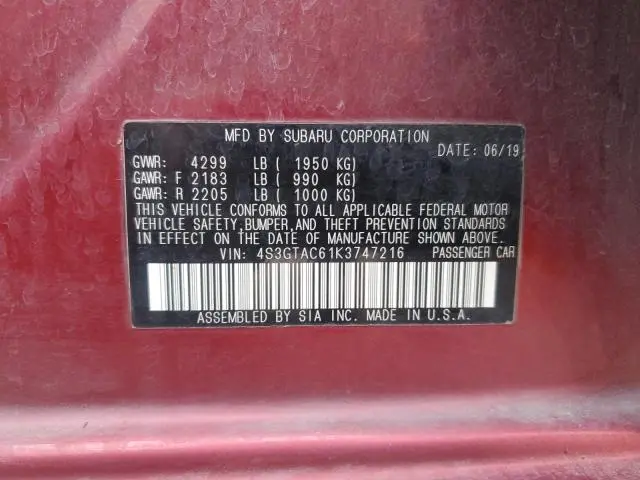 MFD BY SUBARU CORPORATION
DATE: 06/19
GVWR: 4299 LB ( 1950 KG)
GAWR: F 2183 LB ( 990 KG)
GAWR: R 2205 LB ( 1000 KG)
THIS VEHICLE CONFORMS TO ALL APPLICABLE FEDERAL MOTOR
VEHICLE SAFETY,BUMPER,AND THEFT PREVENTION STANDARDS
IN EFFECT ON THE DATE OF MANUFACTURE SHOWN ABOVE.
VIN: 4S3GTAC61K3747216 PASSENGER CAR
ASSEMBLED BY SIA INC. MADE IN U.S.A.